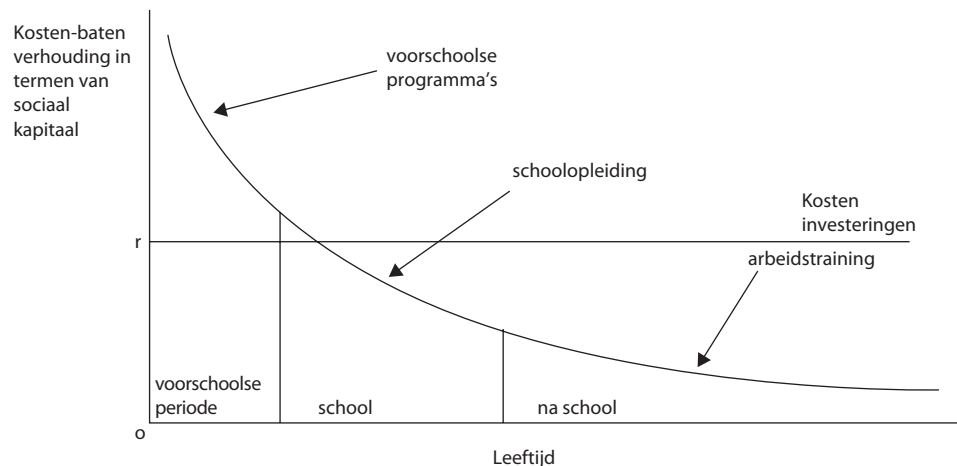 Kosten-baten
verhouding in
termen van
sociaal
kapitaal
voorschoolse
programma's
schoolopleiding
Kosten
investeringen
r
arbeidstraining
voorschoolse
periode
school
na school
o
Leeftijd